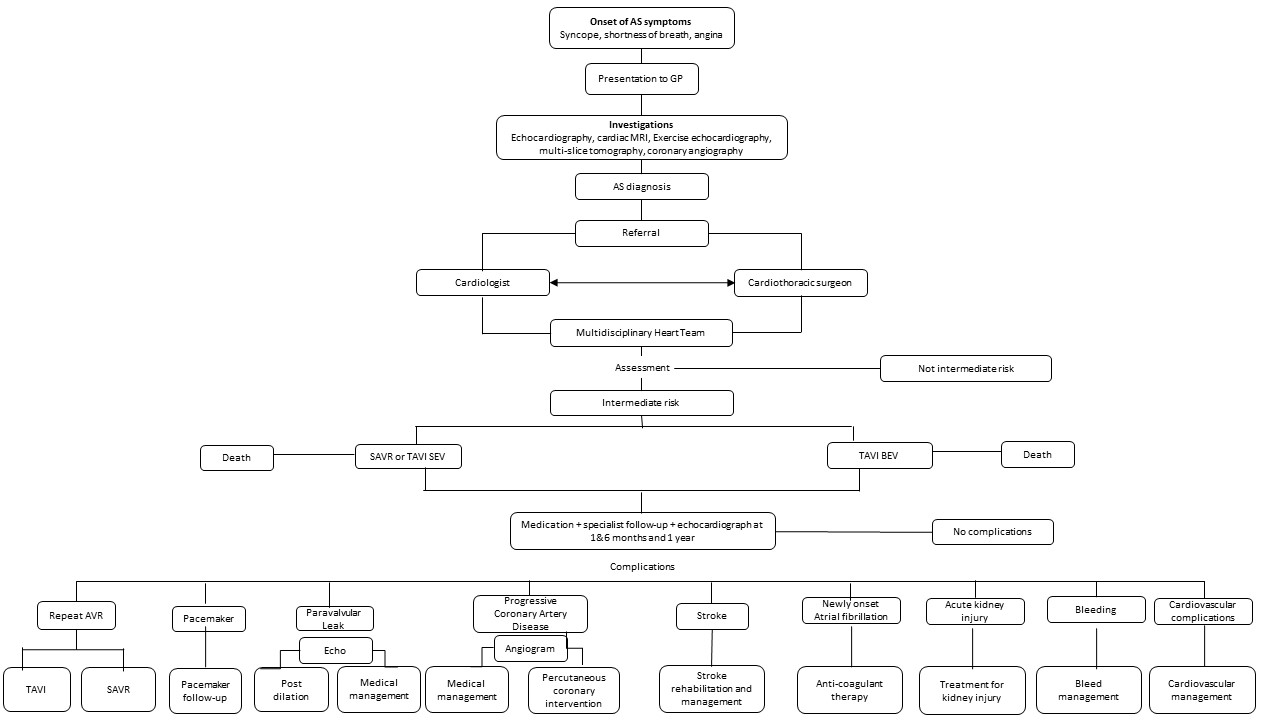 Onset of AS symptoms
Syncope, shortness of breath, angina
Presentation to GP
Investigations
Echocardiography, cardiac MRI, Exercise echocardiography,
multi-slice tomography, coronary angiography
AS diagnosis
Referral
Cardiologist
Cardiothoracic surgeon
Multidisciplinary Heart Team
Assessment
Not intermediate risk
Intermediate risk
Death
SAVR or TAVI SEV
TAVI BEV
Death
Medication + specialist follow-up + echocardiograph at
1&6 months and 1 year
No complications
Complications
Repeat AVR
Pacemaker
Paravalvular
Leak
Progressive
Coronary Artery
Disease
Stroke
Newly onset
Atrial fibrillation
Acute kidney
injury
Bleeding
Cardiovascular
complications
Echo
Angiogram
TAVI
SAVR
Pacemaker
follow-up
Post
dilation
Medical
management
Medical
management
Percutaneous
coronary
intervention
Stroke
rehabilitation and
management
Anti-coagulant
therapy
Treatment for
kidney injury
Bleed
management
Cardiovascular
management